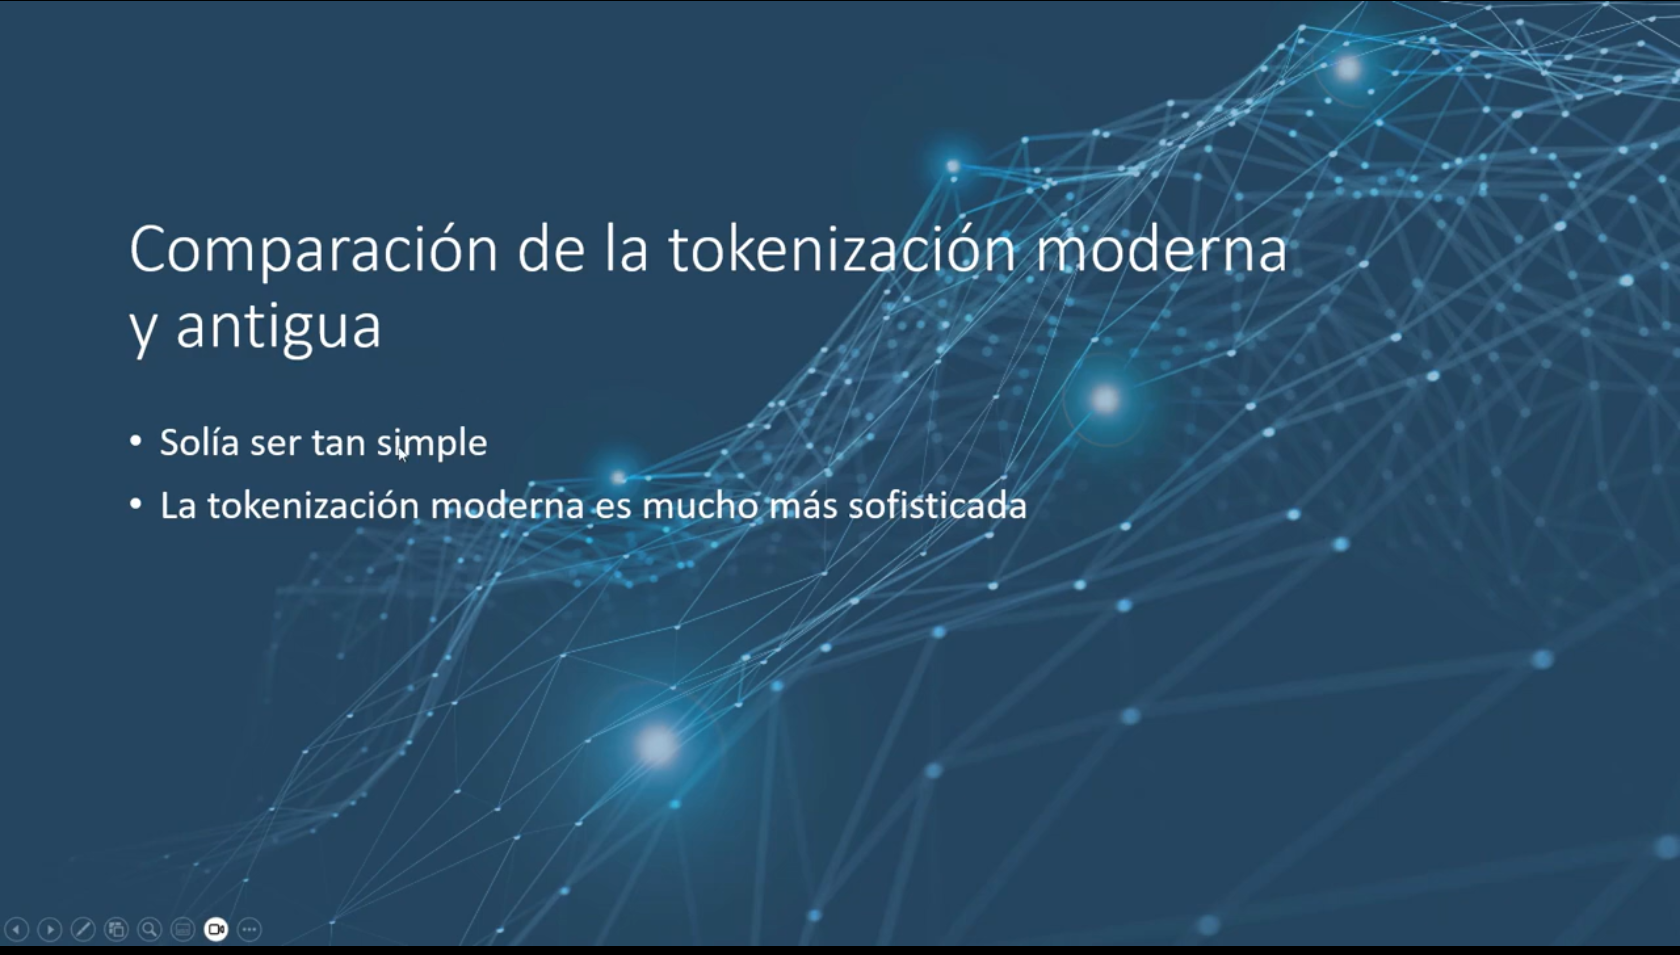 Comparación de la tokenización moderna
y antigua
• Solía ser tan simple
• La tokenización moderna es mucho más sofisticada